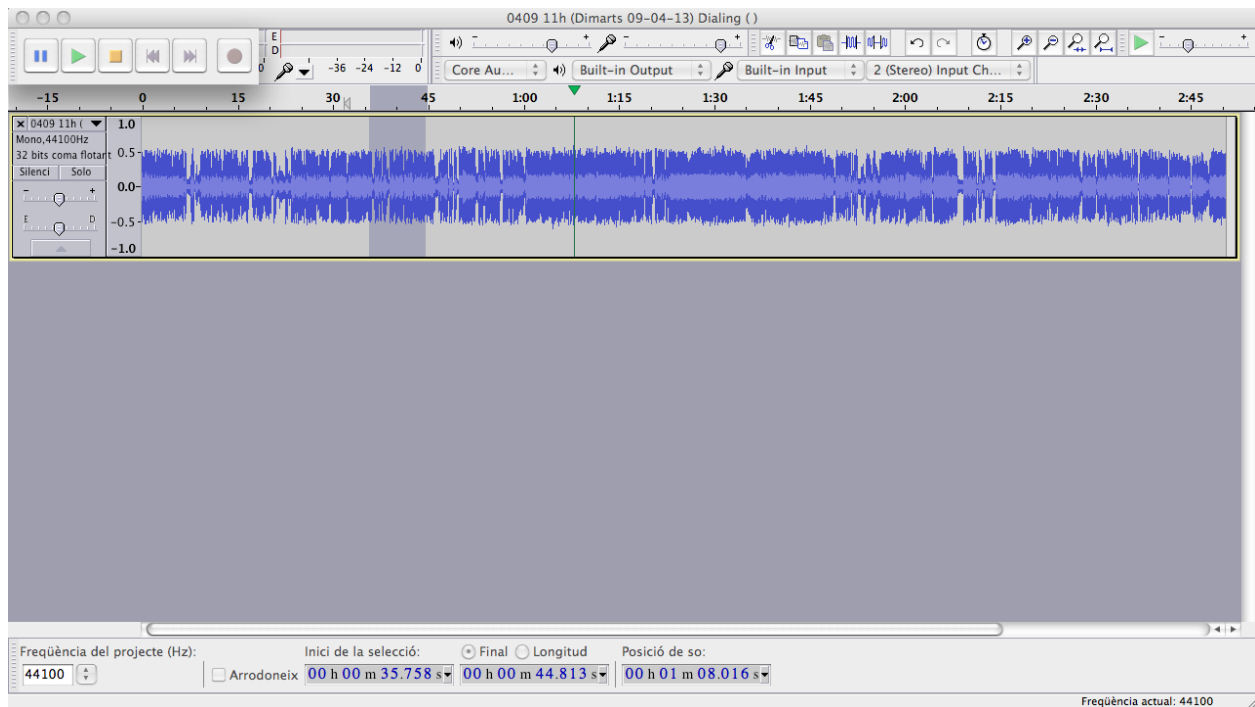 0409 11h (Dimarts 09-04-13) Dialing ( )
E
D
0
-36 -24 -12 0
Core Au... Built-in Output Built-in Input 2 (Stereo) Input Ch...
-15 0 15 30 45 1:00 1:15 1:30 1:45 2:00 2:15 2:30 2:45
0409 11h ( 1.0
Mono,44100Hz
32 bits coma flotant 0.5
Silenci Solo
- + 0.0
E D -0.5
-1.0
Freqüència del projecte (Hz): Inici de la selecció: Final Longitud Posició de so:
44100 Arrodoneix 00 h 00 m 35.758 s 00 h 00 m 44.813 s 00 h 01 m 08.016 s
Freqüència actual: 44100